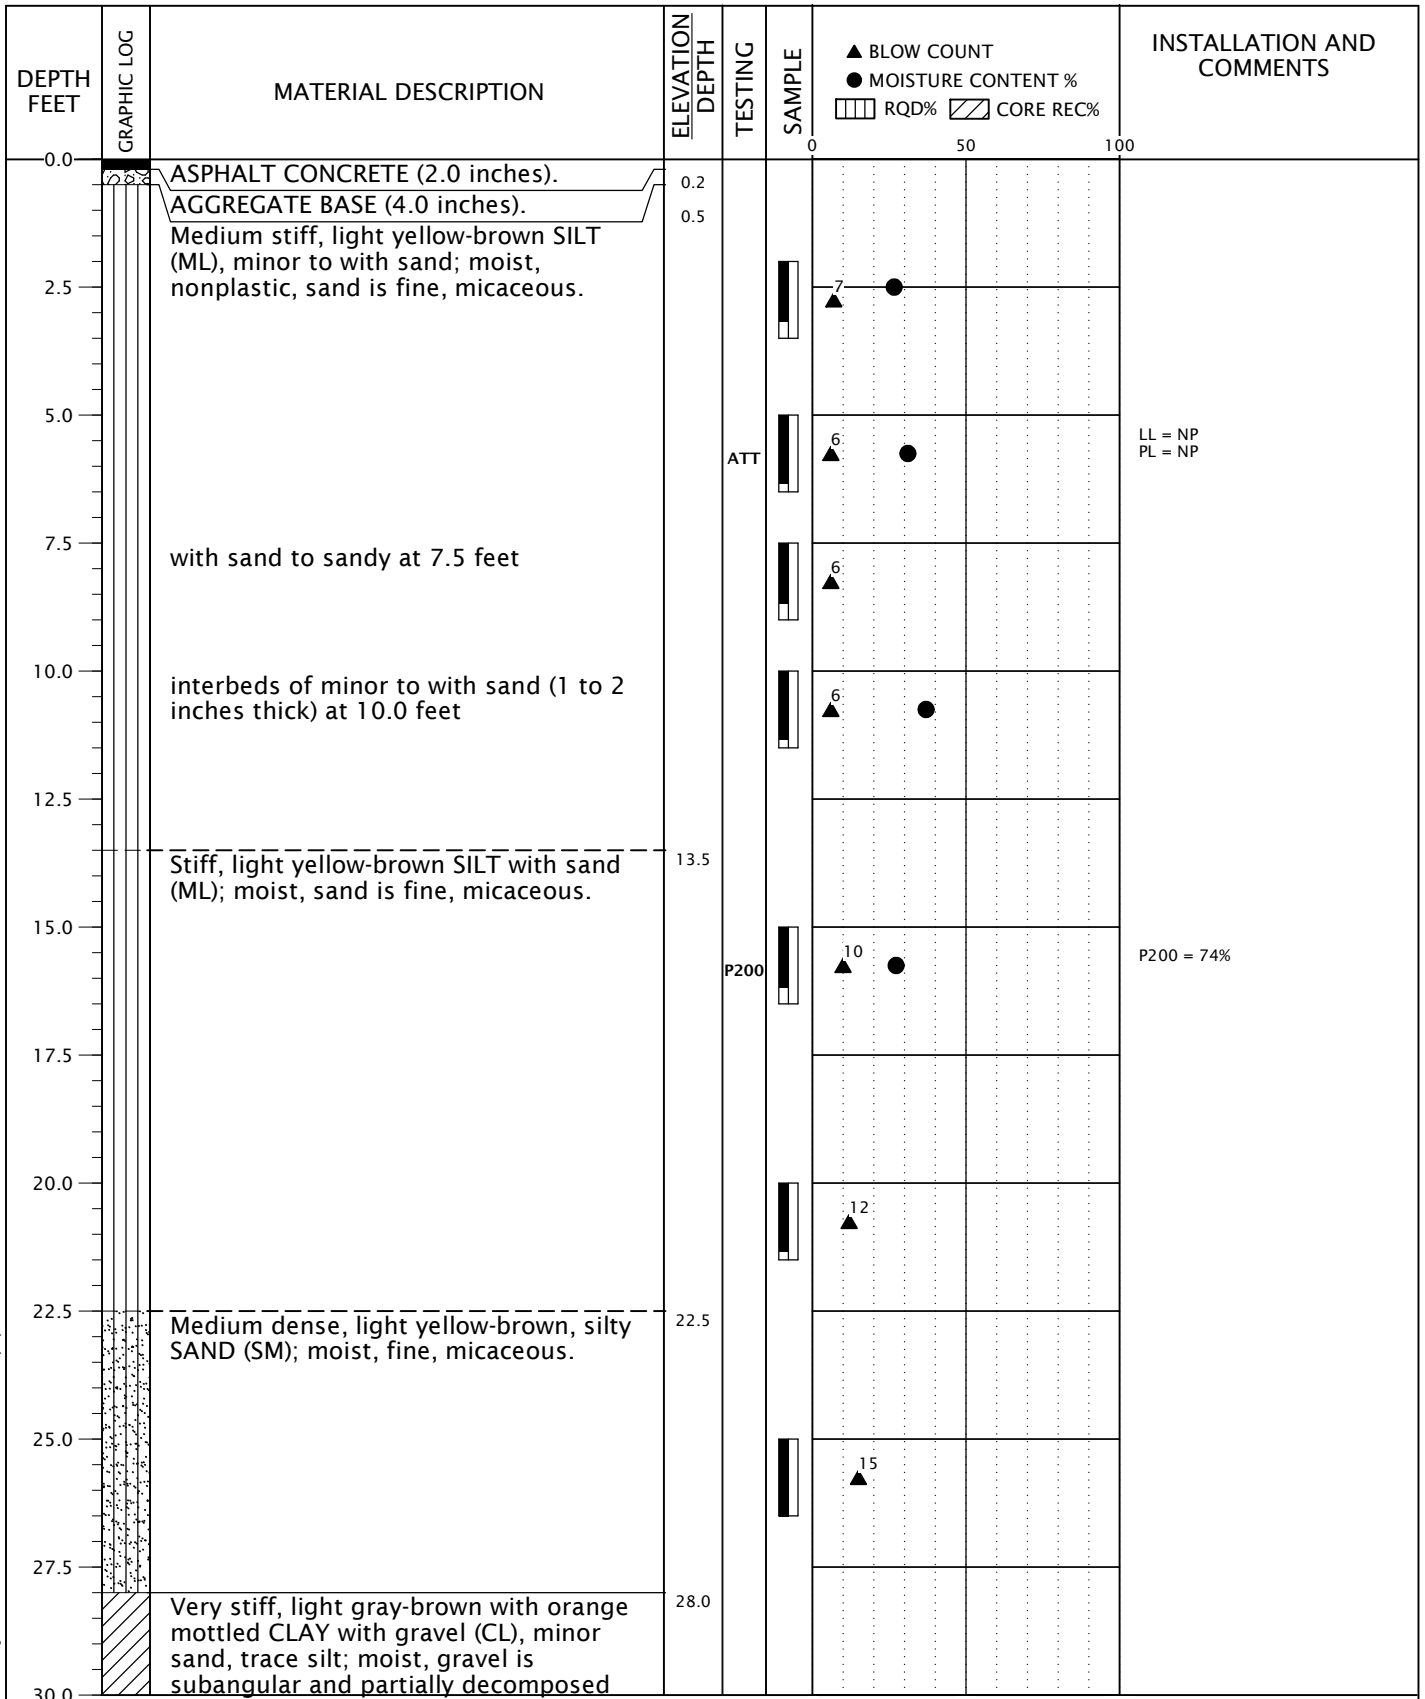 DEPTH
FEET
GRAPHIC LOG
MATERIAL DESCRIPTION
ELEVATION
DEPTH
TESTING
SAMPLE
▲ BLOW COUNT
● MOISTURE CONTENT %
RQD% CORE REC%
0 50 100
INSTALLATION AND
COMMENTS
0.0
ASPHALT CONCRETE (2.0 inches).
0.2
AGGREGATE BASE (4.0 inches).
0.5
Medium stiff, light yellow-brown SILT
(ML), minor to with sand; moist,
nonplastic, sand is fine, micaceous.
2.5
7
5.0
6
ATT
LL = NP
PL = NP
7.5
with sand to sandy at 7.5 feet
6
10.0
interbeds of minor to with sand (1 to 2
inches thick) at 10.0 feet
6
12.5
13.5
Stiff, light yellow-brown SILT with sand
(ML); moist, sand is fine, micaceous.
15.0
10
P200
P200 = 74%
17.5
20.0
12
22.5
22.5
Medium dense, light yellow-brown, silty
SAND (SM); moist, fine, micaceous.
25.0
15
27.5
28.0
Very stiff, light gray-brown with orange
mottled CLAY with gravel (CL), minor
sand, trace silt; moist, gravel is
subangular and partially decomposed
30.0